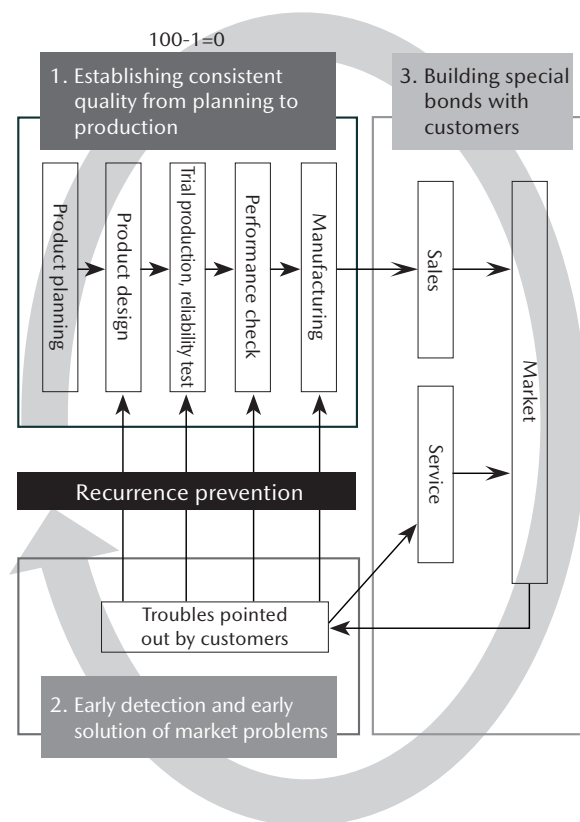 100-1=0
1. Establishing consistent
quality from planning to
production
3. Building special
bonds with
customers
Product planning
Product design
Trial production, reliability test
Performance check
Manufacturing
Sales
Service
Market
Recurrence prevention
Troubles pointed
out by customers
2. Early detection and early
solution of market problems